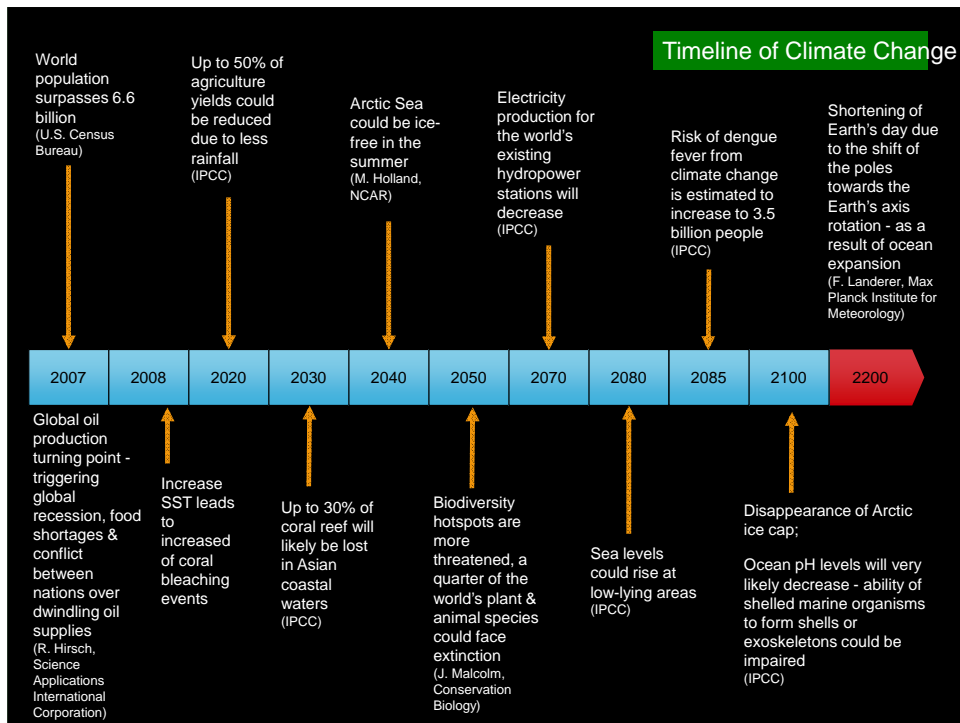 Timeline of Climate Change
World
population
surpasses 6.6
billion
(U.S. Census
Bureau)
Up to 50% of
agriculture
yields could
be reduced
due to less
rainfall
(IPCC)
Arctic Sea
could be ice-
free in the
summer
(M. Holland,
NCAR)
Electricity
production for
the world's
existing
hydropower
stations will
decrease
(IPCC)
Risk of dengue
fever from
climate change
is estimated to
increase to 3.5
billion people
(IPCC)
Shortening of
Earth's day due
to the shift of
the poles
towards the
Earth's axis
rotation - as a
result of ocean
expansion
(F. Landerer, Max
Planck Institute for
Meteorology)
2007
2008
2020
2030
2040
2050
2070
2080
2085
2100
2200
Global oil
production
turning point -
triggering
global
recession, food
shortages &
conflict
between
nations over
dwindling oil
supplies
(R. Hirsch,
Science
Applications
International
Corporation)
Increase
SST leads
to
increased
of coral
bleaching
events
Up to 30% of
coral reef will
likely be lost
in Asian
coastal
waters
(IPCC)
Biodiversity
hotspots are
more
threatened, a
quarter of the
world's plant &
animal species
could face
extinction
(J. Malcolm,
Conservation
Biology)
Sea levels
could rise at
low-lying areas
(IPCC)
Disappearance of Arctic
ice cap;
Ocean pH levels will very
likely decrease - ability of
shelled marine organisms
to form shells or
exoskeletons could be
impaired
(IPCC)